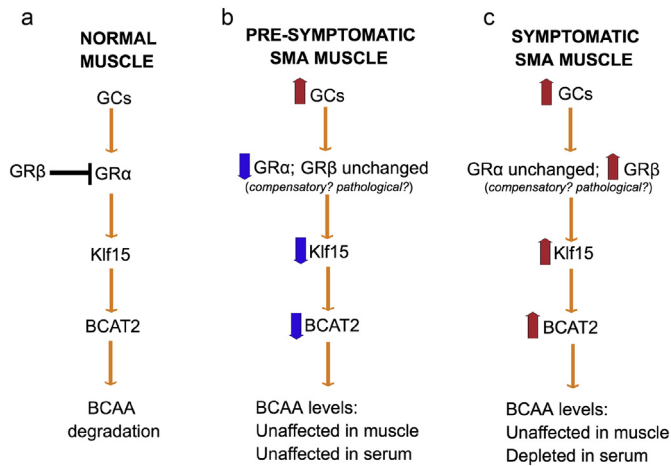 a
NORMAL
MUSCLE
GCs
GRβ GRα
Klf15
BCAT2
BCAA
degradation
b
PRE-SYMPTOMATIC
SMA MUSCLE
GCs
GRα; GRβ unchanged
(compensatory? pathological?)
Klf15
BCAT2
BCAA levels:
Unaffected in muscle
Unaffected in serum
c
SYMPTOMATIC
SMA MUSCLE
GCs
GRα unchanged; GRβ
(compensatory? pathological?)
Klf15
BCAT2
BCAA levels:
Unaffected in muscle
Depleted in serum